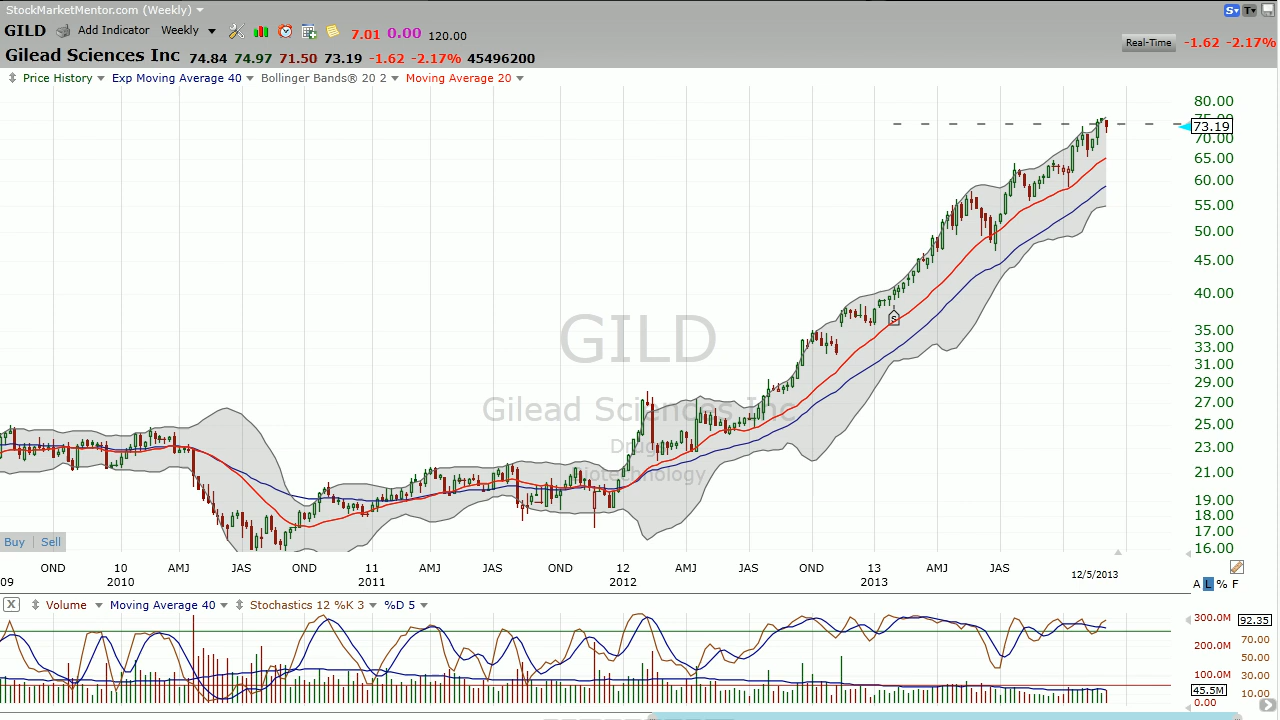 StockMarketMentor.com (Weekly)
S T
GILD Add Indicator Weekly 7.01 0.00 120.00
Real-Time -1.62 -2.17%
Gilead Sciences Inc 74.84 74.97 71.50 73.19 -1.62 -2.17% 45496200
Price History Exp Moving Average 40 Bollinger Bands® 20 2 Moving Average 20
80.00
75.00
73.19
70.00
65.00
60.00
55.00
50.00
45.00
40.00
S
35.00
GILD
33.00
31.00
29.00
27.00
Gilead Sciences Inc
25.00
Drug
23.00
21.00
19.00
18.00
17.00
Buy Sell
16.00
OND 10 AMJ JAS OND 11 AMJ JAS OND 12 AMJ JAS OND 13 AMJ JAS 12/5/2013
09 2010 2011 2012 2013
A L % F
X Volume Moving Average 40 Stochastics 12 %K 3 %D 5
300.0M 92.35
70.00
200.0M
50.00
100.0M 30.00
45.5M 10.00
0.00